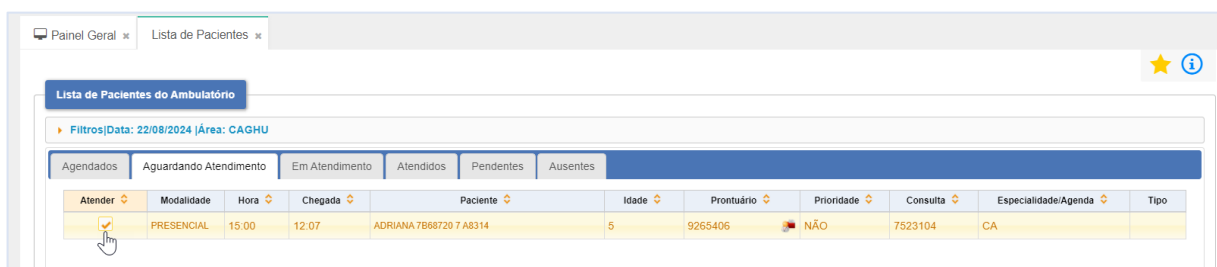 Painel Geral Lista de Pacientes
Lista de Pacientes do Ambulatório
Filtros|Data: 22/08/2024 |Área: CAGHU
Agendados Aguardando Atendimento Em Atendimento Atendidos Pendentes Ausentes
Atender Modalidade Hora Chegada Paciente Idade Prontuário Prioridade Consulta Especialidade/Agenda Tipo
PRESENCIAL 15:00 12:07 ADRIANA 7B68720 7 A8314 5 9265406 NÃO 7523104 CA